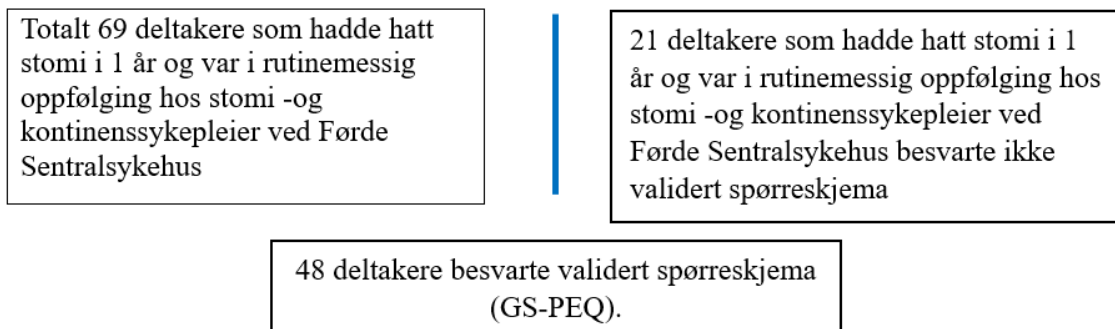 Totalt 69 deltakere som hadde hatt
stomi i 1 år og var i rutinemessig
oppfølging hos stomi -og
kontinenssykepleier ved Førde
Sentralsykehus
21 deltakere som hadde hatt stomi i 1
år og var i rutinemessig oppfølging hos
stomi -og kontinenssykepleier ved
Førde Sentralsykehus besvarte ikke
validert spørreskjema
48 deltakere besvarte validert spørreskjema
(GS-PEQ).